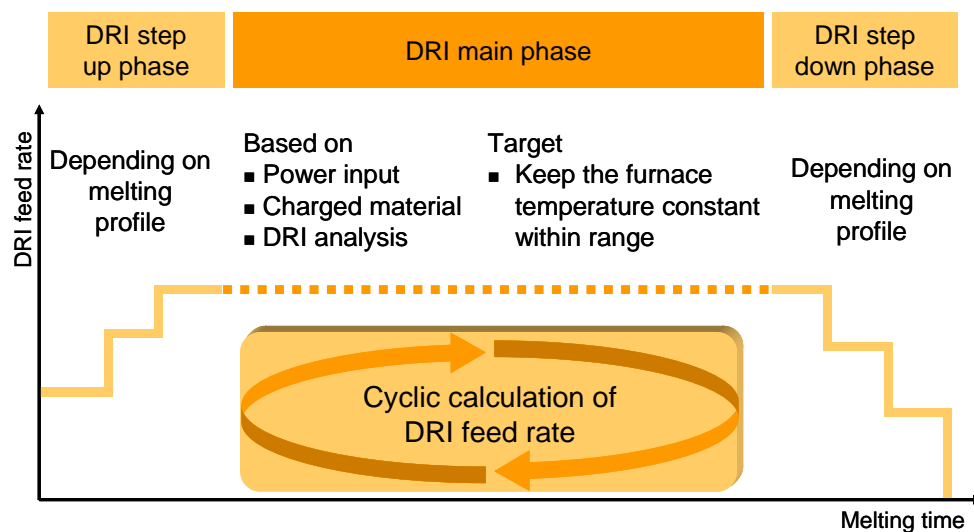 DRI step
up phase
DRI main phase
DRI step
down phase
DRI feed rate
Depending on
melting
profile
Based on
▪ Power input
▪ Charged material
▪ DRI analysis
Target
▪ Keep the furnace
temperature constant
within range
Depending on
melting
profile
Cyclic calculation of
DRI feed rate
Melting time